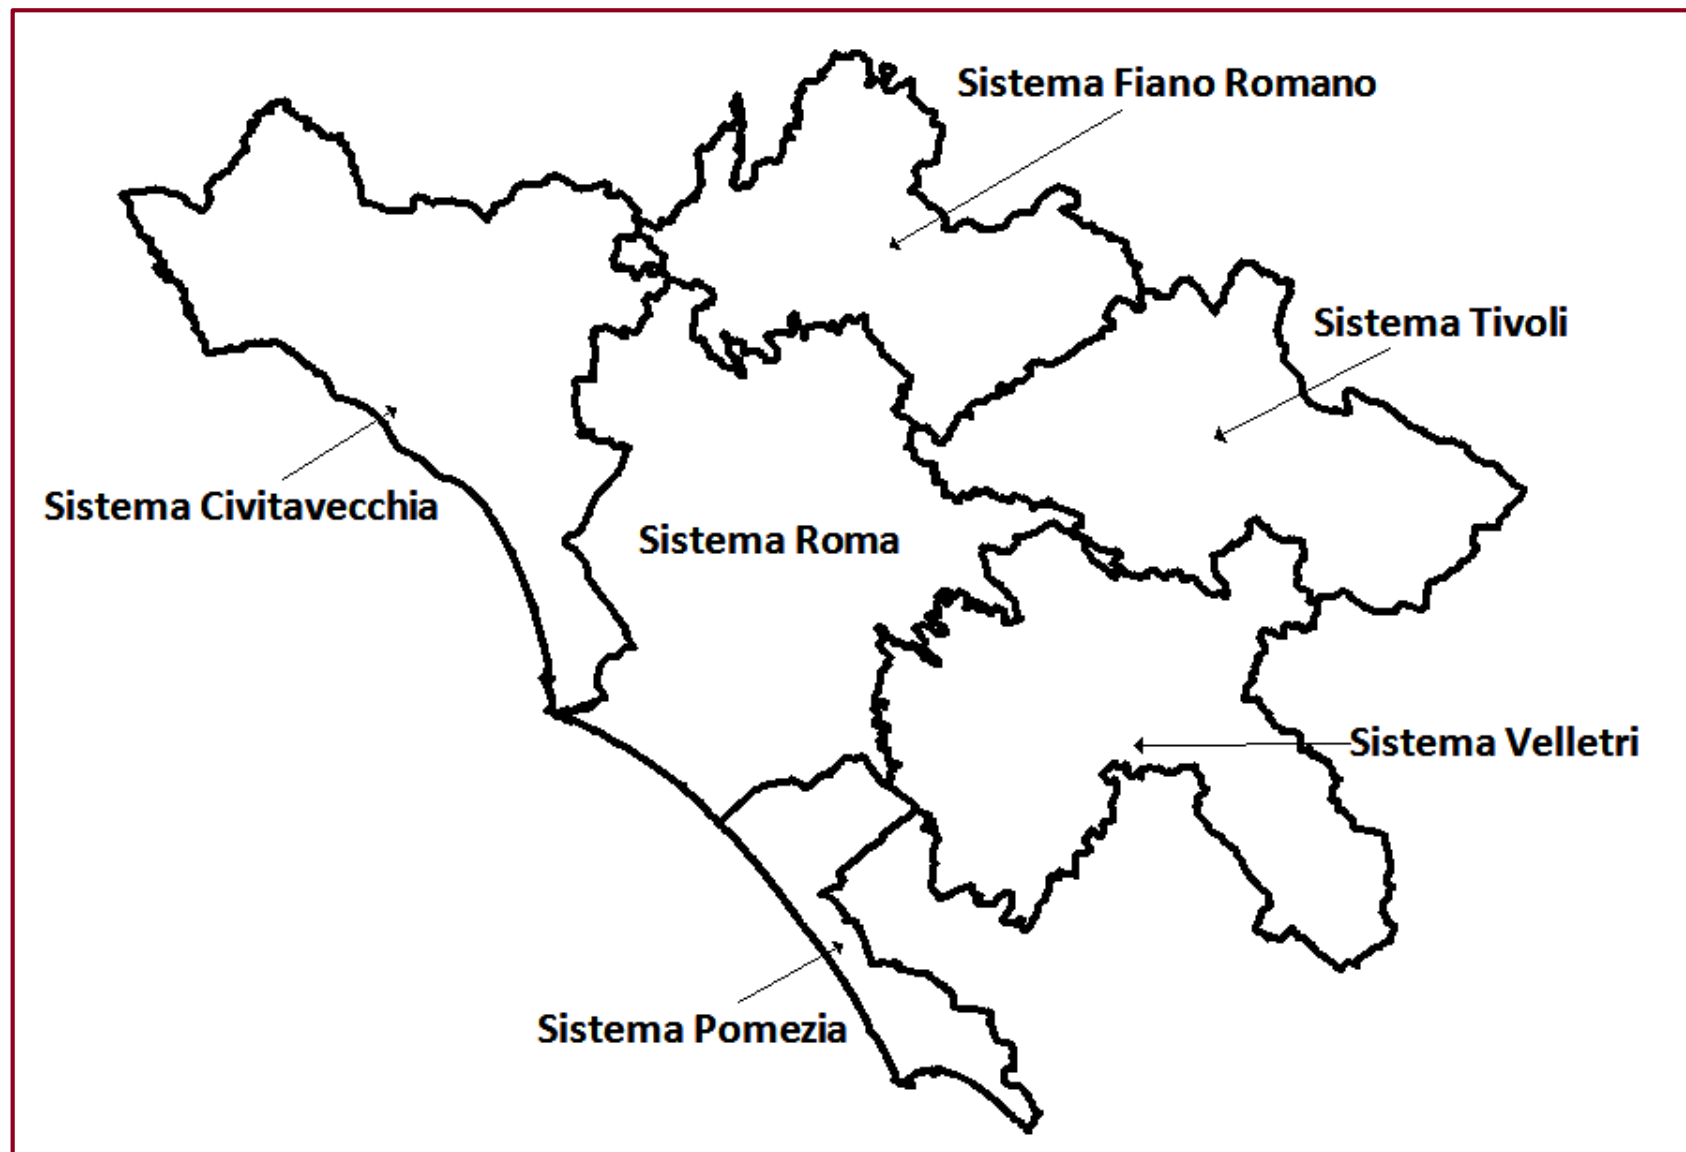 Sistema Fiano Romano
Sistema Tivoli
Sistema Civitavecchia
Sistema Roma
Sistema Velletri
Sistema Pomezia